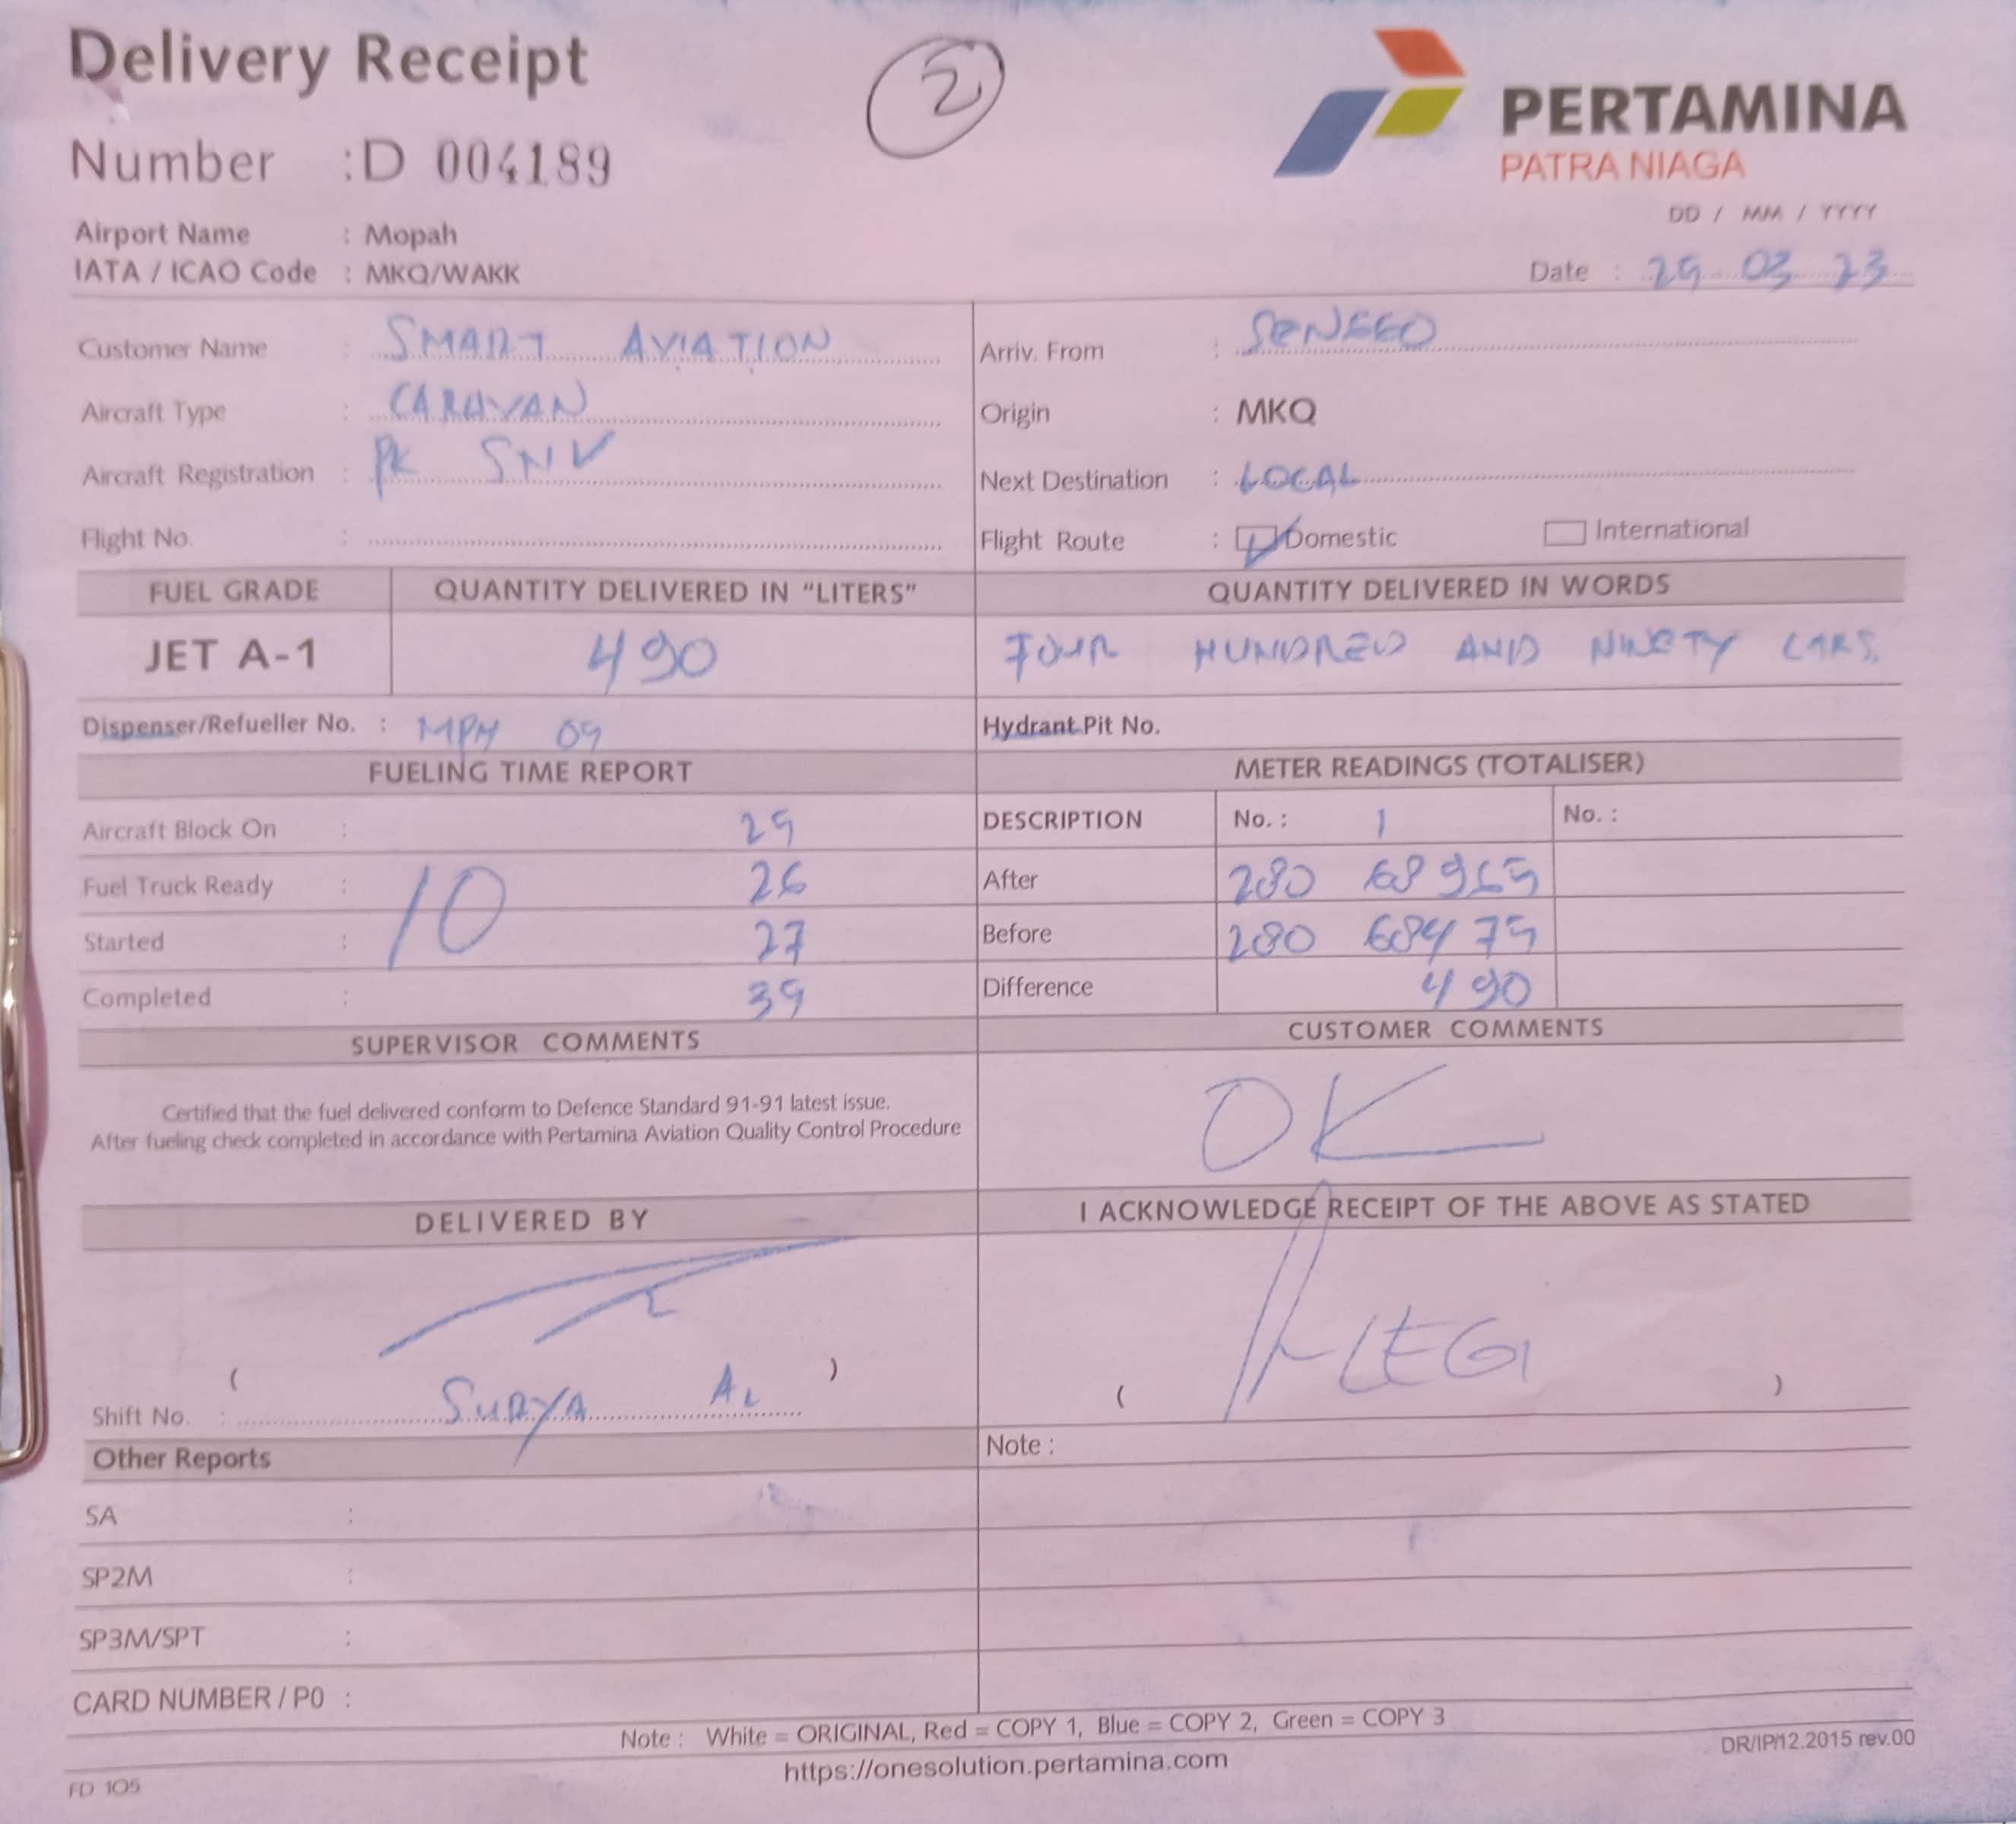 Delivery Receipt
2
PERTAMINA
PATRA NIAGA
Number : D 004189
DD / MM / YYYY
Airport Name : Mopah
IATA / ICAO Code : MKQ/WAKK
Date : 29 03 23
Customer Name : SMART AVIATION
Arriv. From : SENGGO
Aircraft Type : CARAVAN
Origin : MKQ
Aircraft Registration : PK SNV
Next Destination : LOCAL
Flight No. :
Flight Route : Domestic International
FUEL GRADE QUANTITY DELIVERED IN "LITERS" QUANTITY DELIVERED IN WORDS
JET A-1 490 FOUR HUNDRED AND NINETY LTRS.
Dispenser/Refueller No. : MPH 09 Hydrant Pit No.
FUELING TIME REPORT METER READINGS (TOTALISER)
Aircraft Block On : 29 DESCRIPTION No. : 1 No. :
Fuel Truck Ready : 10 26 After 280 68 965
Started : 27 Before 280 684 75
Completed : 39 Difference 490
SUPERVISOR COMMENTS CUSTOMER COMMENTS
Certified that the fuel delivered conform to Defence Standard 91-91 latest issue.
After fueling check completed in accordance with Pertamina Aviation Quality Control Procedure
OK
DELIVERED BY I ACKNOWLEDGE RECEIPT OF THE ABOVE AS STATED
( ) ( )
Shift No. : SURYA AL
Other Reports Note :
SA :
SP2M :
SP3M/SPT :
CARD NUMBER / P0 :
Note : White = ORIGINAL, Red = COPY 1, Blue = COPY 2, Green = COPY 3
https://onesolution.pertamina.com
DR/IP/12.2015 rev.00
FD 105